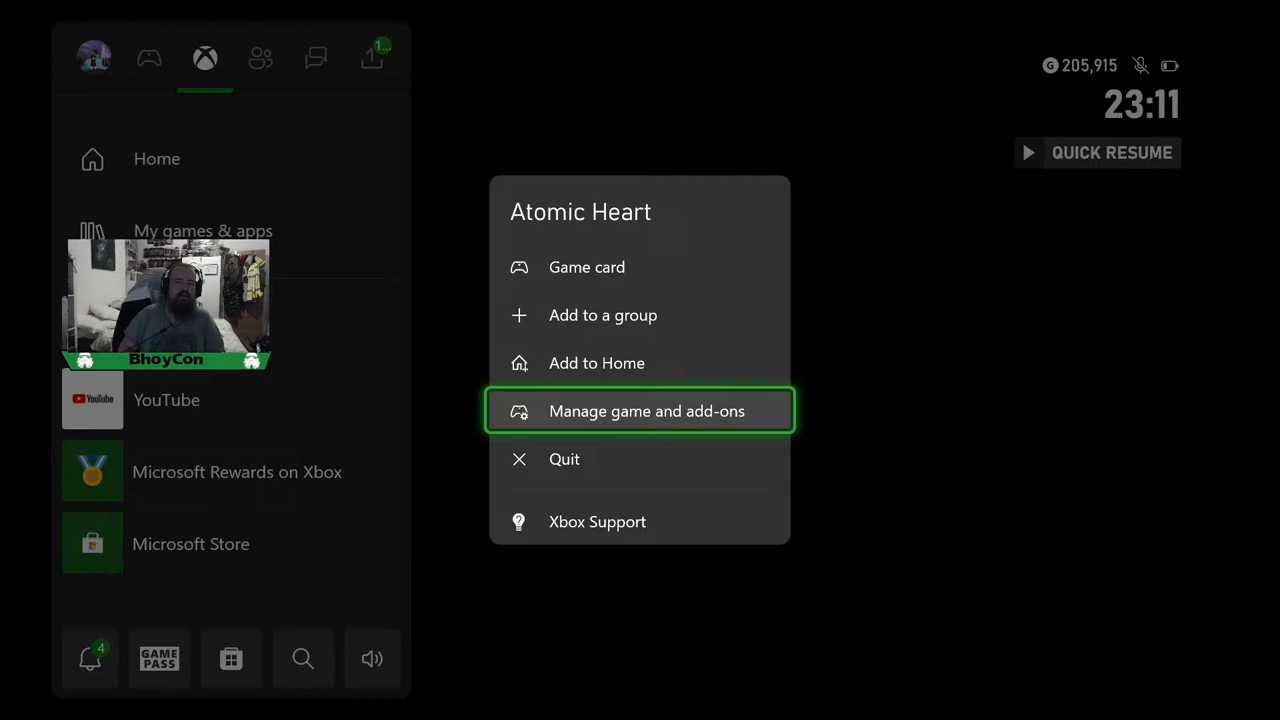 1...
205,915
23:11
QUICK RESUME
Home
My games & apps
BhoyCon
YouTube
YouTube
Microsoft Rewards on Xbox
Microsoft Store
4
GAME
PASS
Atomic Heart
Game card
Add to a group
Add to Home
Manage game and add-ons
Quit
Xbox Support